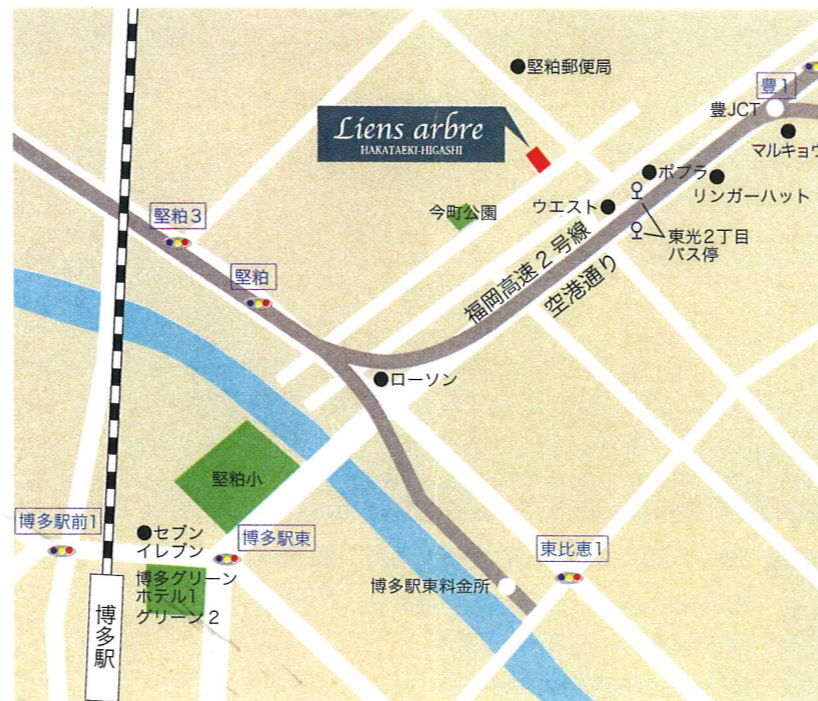 堅粕郵便局
豊1
豊JCT
Liens arbre
HAKATAEKI-HIGASHI
マルキョウ
ポプラ
リンガーハット
今町公園
ウエスト
堅粕3
東光2丁目
バス停
福岡高速2号線
空港通り
堅粕
ローソン
堅粕小
博多駅前1
セブン
イレブン
博多駅東
東比恵1
博多グリーン
ホテル1
グリーン2
博多駅東料金所
博多駅